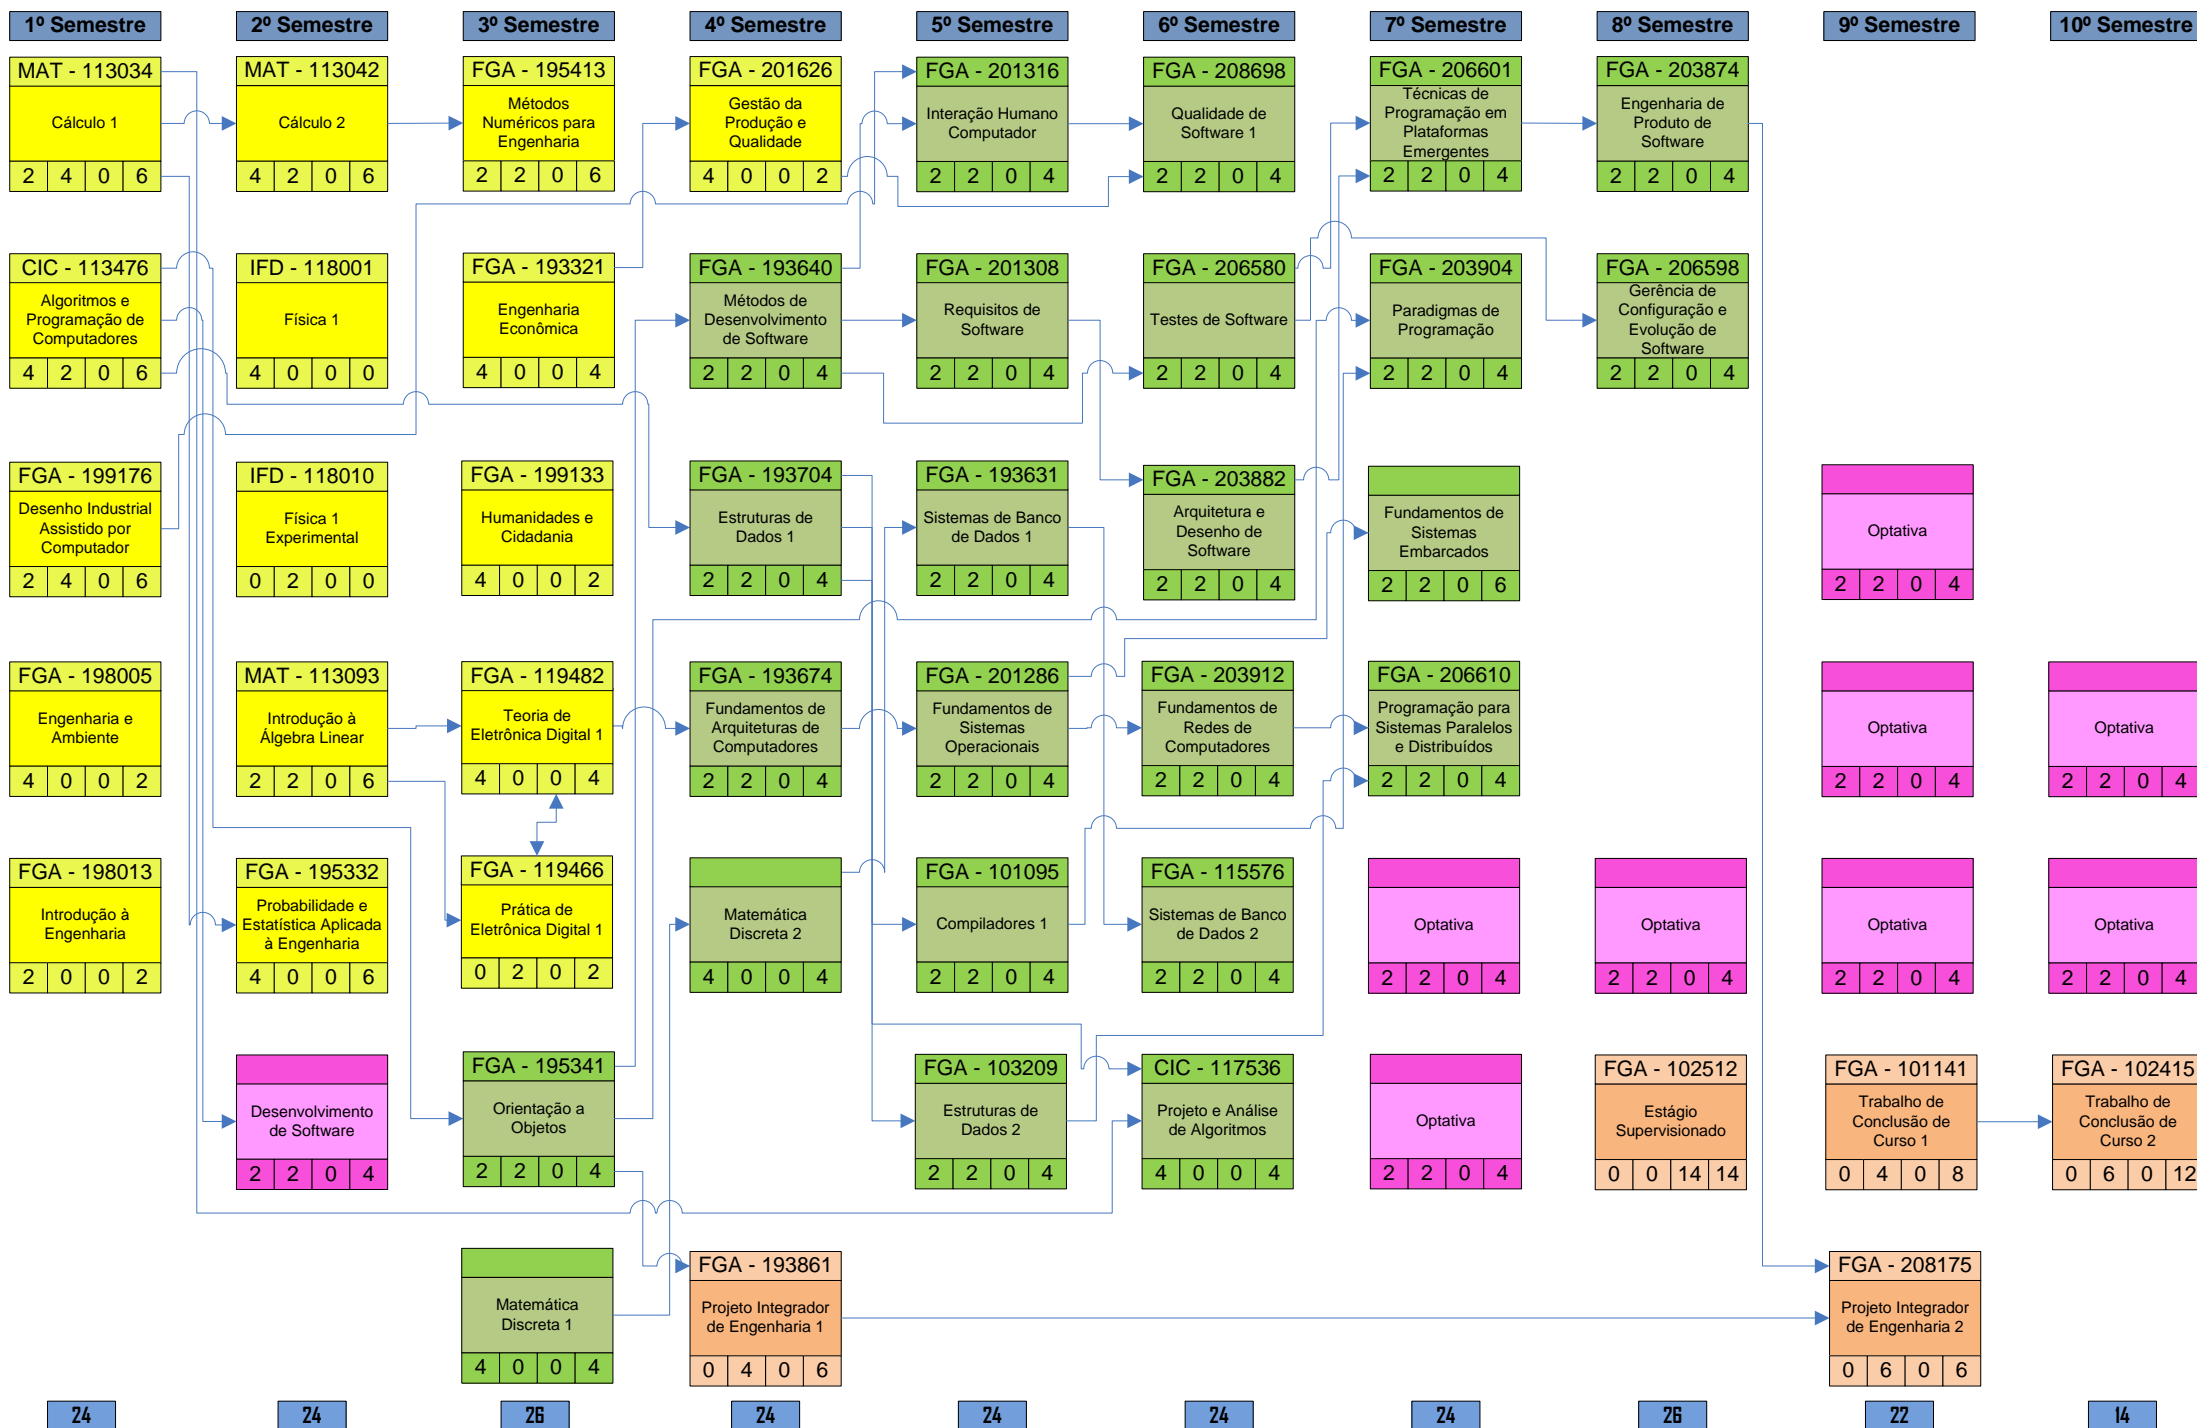 1º Semestre
2º Semestre
3º Semestre
4º Semestre
5º Semestre
6º Semestre
7º Semestre
8º Semestre
9º Semestre
10º Semestre
MAT - 113034
Cálculo 1
2 4 0 6
CIC - 113476
Algoritmos e
Programação de
Computadores
4 2 0 6
FGA - 199176
Desenho Industrial
Assistido por
Computador
2 4 0 6
FGA - 198005
Engenharia e
Ambiente
4 0 0 2
FGA - 198013
Introdução à
Engenharia
2 0 0 2
24
MAT - 113042
Cálculo 2
4 2 0 6
IFD - 118001
Física 1
4 0 0 0
IFD - 118010
Física 1
Experimental
0 2 0 0
MAT - 113093
Introdução à
Álgebra Linear
2 2 0 6
FGA - 195332
Probabilidade e
Estatística Aplicada
à Engenharia
4 0 0 6
Desenvolvimento
de Software
2 2 0 4
24
FGA - 195413
Métodos
Numéricos para
Engenharia
2 2 0 6
FGA - 193321
Engenharia
Econômica
4 0 0 4
FGA - 199133
Humanidades e
Cidadania
4 0 0 2
FGA - 119482
Teoria de
Eletrônica Digital 1
4 0 0 4
FGA - 119466
Prática de
Eletrônica Digital 1
0 2 0 2
FGA - 195341
Orientação a
Objetos
2 2 0 4
Matemática
Discreta 1
4 0 0 4
26
FGA - 201626
Gestão da
Produção e
Qualidade
4 0 0 2
FGA - 193640
Métodos de
Desenvolvimento
de Software
2 2 0 4
FGA - 193704
Estruturas de
Dados 1
2 2 0 4
FGA - 193674
Fundamentos de
Arquiteturas de
Computadores
2 2 0 4
Matemática
Discreta 2
4 0 0 4
FGA - 193861
Projeto Integrador
de Engenharia 1
0 4 0 6
24
FGA - 201316
Interação Humano
Computador
2 2 0 4
FGA - 201308
Requisitos de
Software
2 2 0 4
FGA - 193631
Sistemas de Banco
de Dados 1
2 2 0 4
FGA - 201286
Fundamentos de
Sistemas
Operacionais
2 2 0 4
FGA - 101095
Compiladores 1
2 2 0 4
FGA - 103209
Estruturas de
Dados 2
2 2 0 4
24
FGA - 208698
Qualidade de
Software 1
2 2 0 4
FGA - 206580
Testes de Software
2 2 0 4
FGA - 203882
Arquitetura e
Desenho de
Software
2 2 0 4
FGA - 203912
Fundamentos de
Redes de
Computadores
2 2 0 4
FGA - 115576
Sistemas de Banco
de Dados 2
2 2 0 4
CIC - 117536
Projeto e Análise
de Algoritmos
4 0 0 4
24
FGA - 206601
Técnicas de
Programação em
Plataformas
Emergentes
2 2 0 4
FGA - 203904
Paradigmas de
Programação
2 2 0 4
Fundamentos de
Sistemas
Embarcados
2 2 0 6
FGA - 206610
Programação para
Sistemas Paralelos
e Distribuídos
2 2 0 4
Optativa
2 2 0 4
Optativa
2 2 0 4
24
FGA - 203874
Engenharia de
Produto de
Software
2 2 0 4
FGA - 206598
Gerência de
Configuração e
Evolução de
Software
2 2 0 4
Optativa
2 2 0 4
FGA - 102512
Estágio
Supervisionado
0 0 14 14
26
Optativa
2 2 0 4
Optativa
2 2 0 4
Optativa
2 2 0 4
FGA - 101141
Trabalho de
Conclusão de
Curso 1
0 4 0 8
FGA - 208175
Projeto Integrador
de Engenharia 2
0 6 0 6
22
Optativa
2 2 0 4
Optativa
2 2 0 4
FGA - 102415
Trabalho de
Conclusão de
Curso 2
0 6 0 12
14